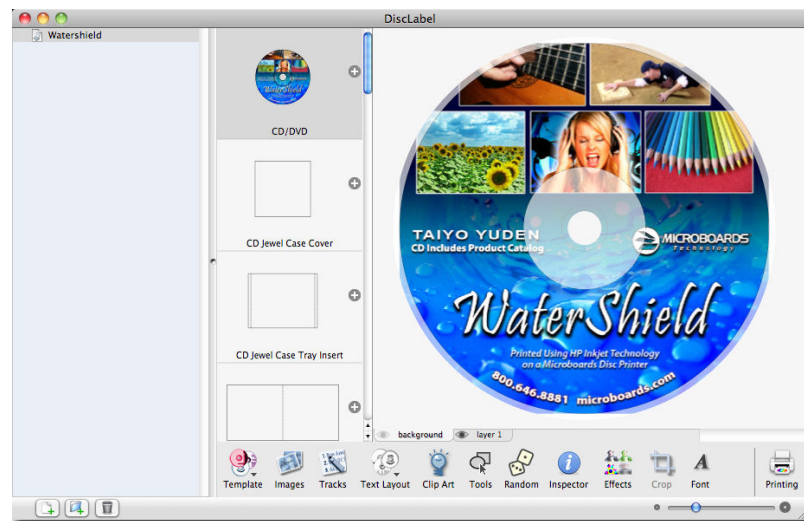 DiscLabel
Watershield
CD/DVD
CD Jewel Case Cover
CD Jewel Case Tray Insert
TAIYO YUDEN
CD Includes Product Catalog
MICROBOARDS
Technology
WaterShield
Printed Using HP Inkjet Technology
on a Microboards Disc Printer
800.646.8881 microboards.com
background
layer 1
Template
Images
Tracks
Text Layout
Clip Art
Tools
Random
Inspector
Effects
Crop
Font
Printing